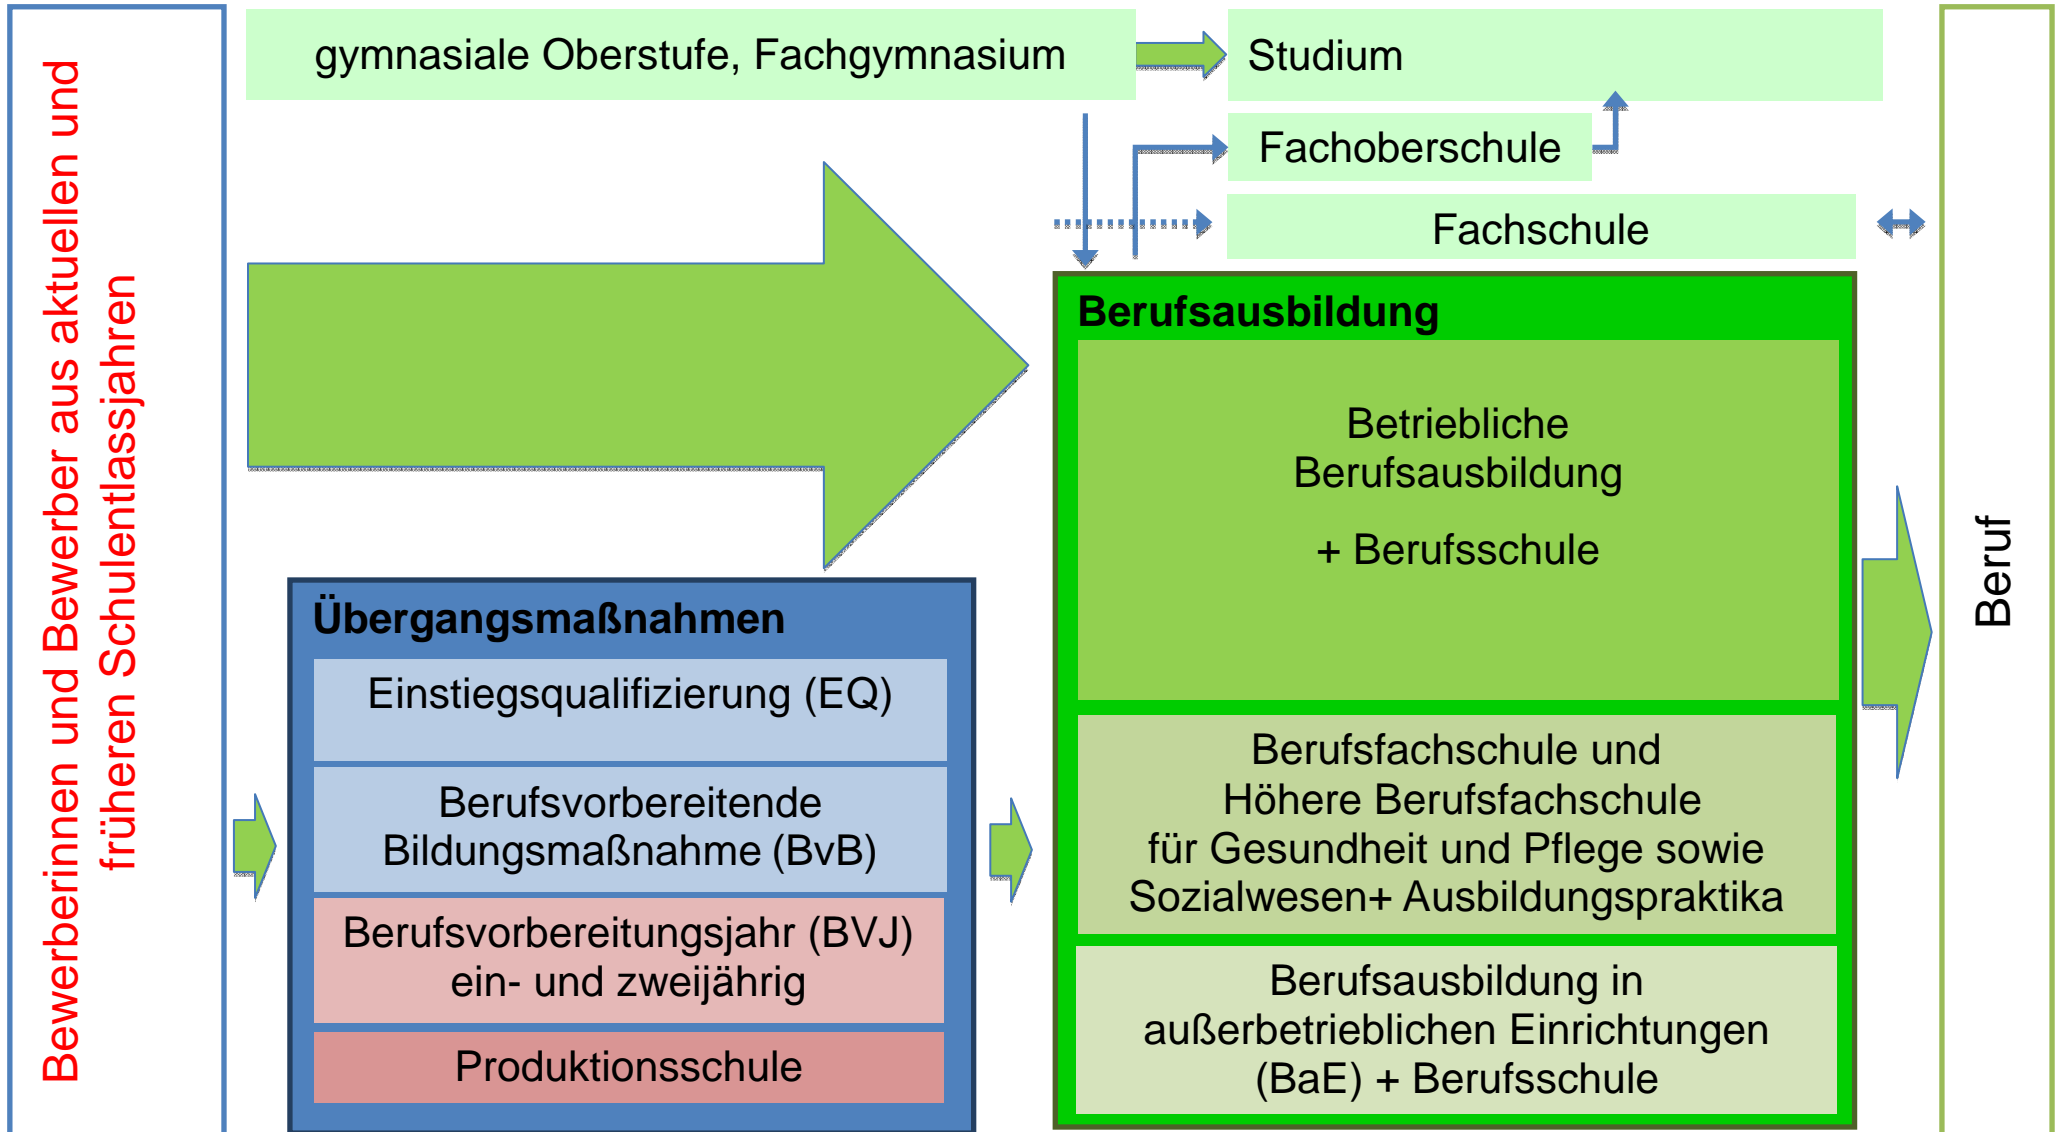 Bewerberinnen und Bewerber aus aktuellen und
früheren Schulentlassjahren
gymnasiale Oberstufe, Fachgymnasium
Studium
Fachoberschule
Fachschule
Übergangsmaßnahmen
Einstiegsqualifizierung (EQ)
Berufsvorbereitende
Bildungsmaßnahme (BvB)
Berufsvorbereitungsjahr (BVJ)
ein- und zweijährig
Produktionsschule
Berufsausbildung
Betriebliche
Berufsausbildung
+ Berufsschule
Berufsfachschule und
Höhere Berufsfachschule
für Gesundheit und Pflege sowie
Sozialwesen+ Ausbildungspraktika
Berufsausbildung in
außerbetrieblichen Einrichtungen
(BaE) + Berufsschule
Beruf